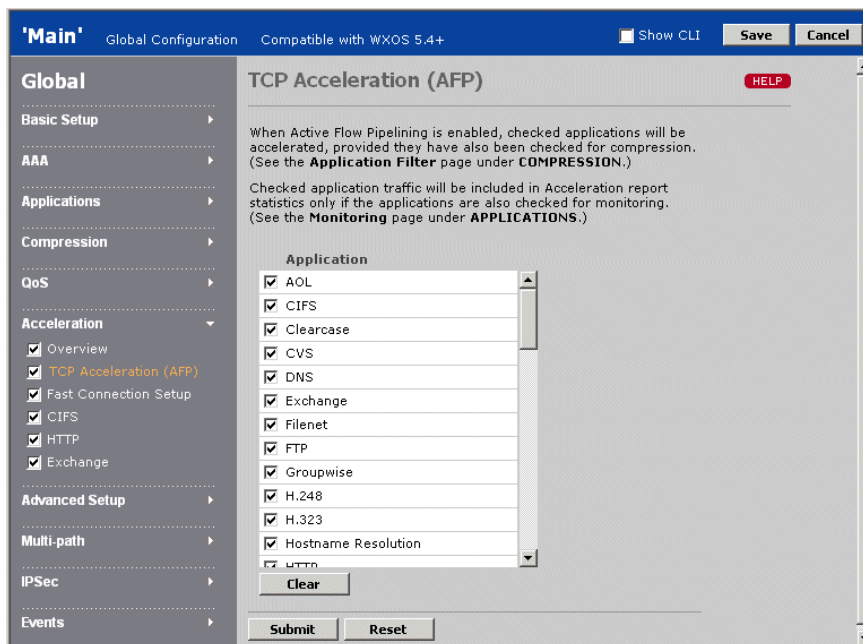 'Main' Global Configuration Compatible with WXOS 5.4+ Show CLI Save Cancel
Global
Basic Setup
AAA
Applications
Compression
QoS
Acceleration
Overview
TCP Acceleration (AFP)
Fast Connection Setup
CIFS
HTTP
Exchange
Advanced Setup
Multi-path
IPSec
Events
TCP Acceleration (AFP) HELP
When Active Flow Pipelining is enabled, checked applications will be
accelerated, provided they have also been checked for compression.
(See the Application Filter page under COMPRESSION.)
Checked application traffic will be included in Acceleration report
statistics only if the applications are also checked for monitoring.
(See the Monitoring page under APPLICATIONS.)
Application
AOL
CIFS
Clearcase
CVS
DNS
Exchange
Filenet
FTP
Groupwise
H.248
H.323
Hostname Resolution
HTTP
Clear
Submit Reset